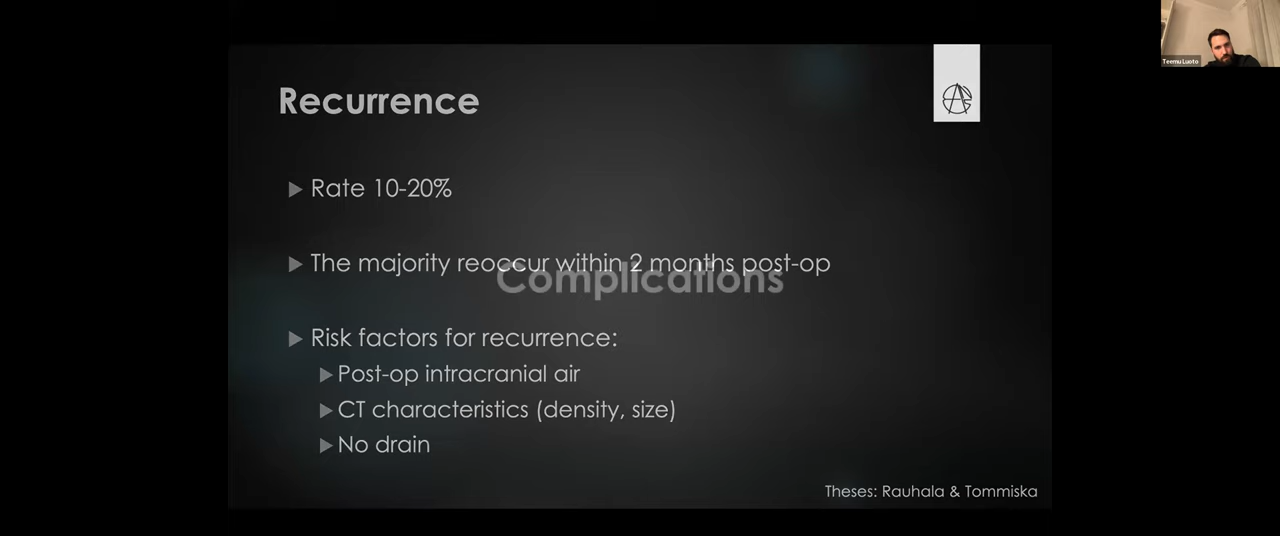 Recurrence
Rate 10-20%
The majority reoccur within 2 months post-op
Complications
Risk factors for recurrence:
Post-op intracranial air
CT characteristics (density, size)
No drain
Theses: Rauhala & Tommiska
Teemu Luoto